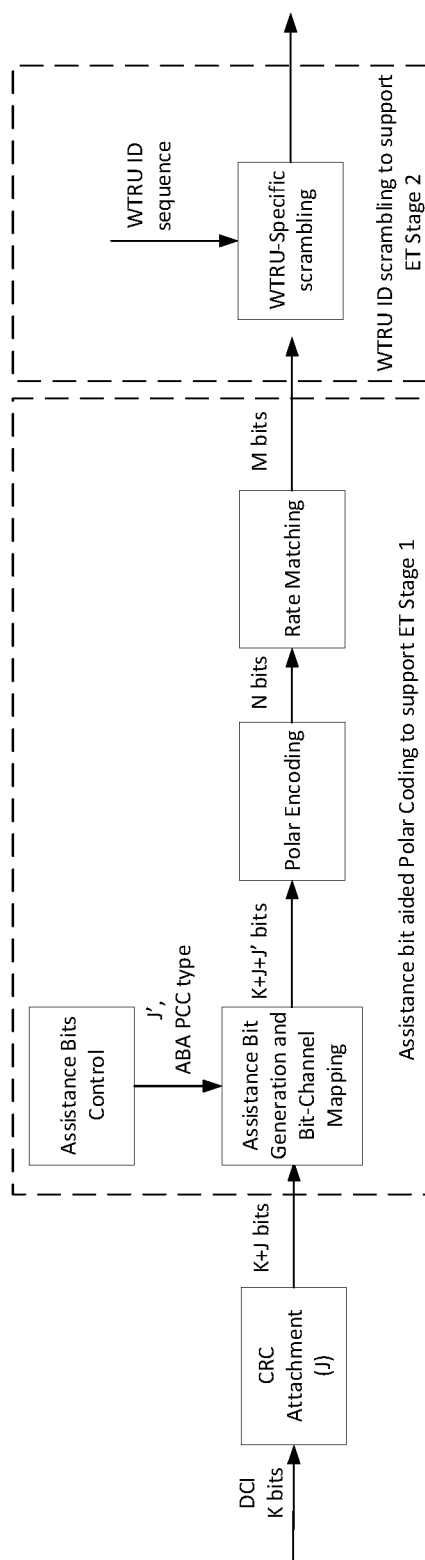 DCI
K bits
CRC
Attachment
(J)
K+J bits
Assistance Bits
Control
J’,
ABA PCC type
Assistance Bit
Generation and
Bit-Channel
Mapping
K+J+J’ bits
Polar Encoding
N bits
Rate Matching
M bits
Assistance bit aided Polar Coding to support ET Stage 1
WTRU ID
sequence
WTRU-Specific
scrambling
WTRU ID scrambling to support
ET Stage 2